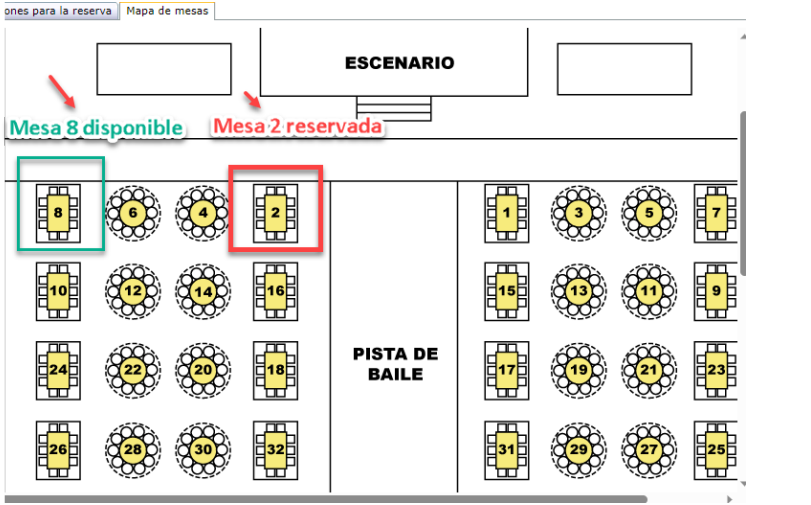 ones para la reserva Mapa de mesas
ESCENARIO
Mesa 8 disponible Mesa 2 reservada
8 6 4 2 1 3 5 7
10 12 14 16 15 13 11 9
PISTA DE
BAILE
24 22 20 18 17 19 21 23
26 28 30 32 31 29 27 25